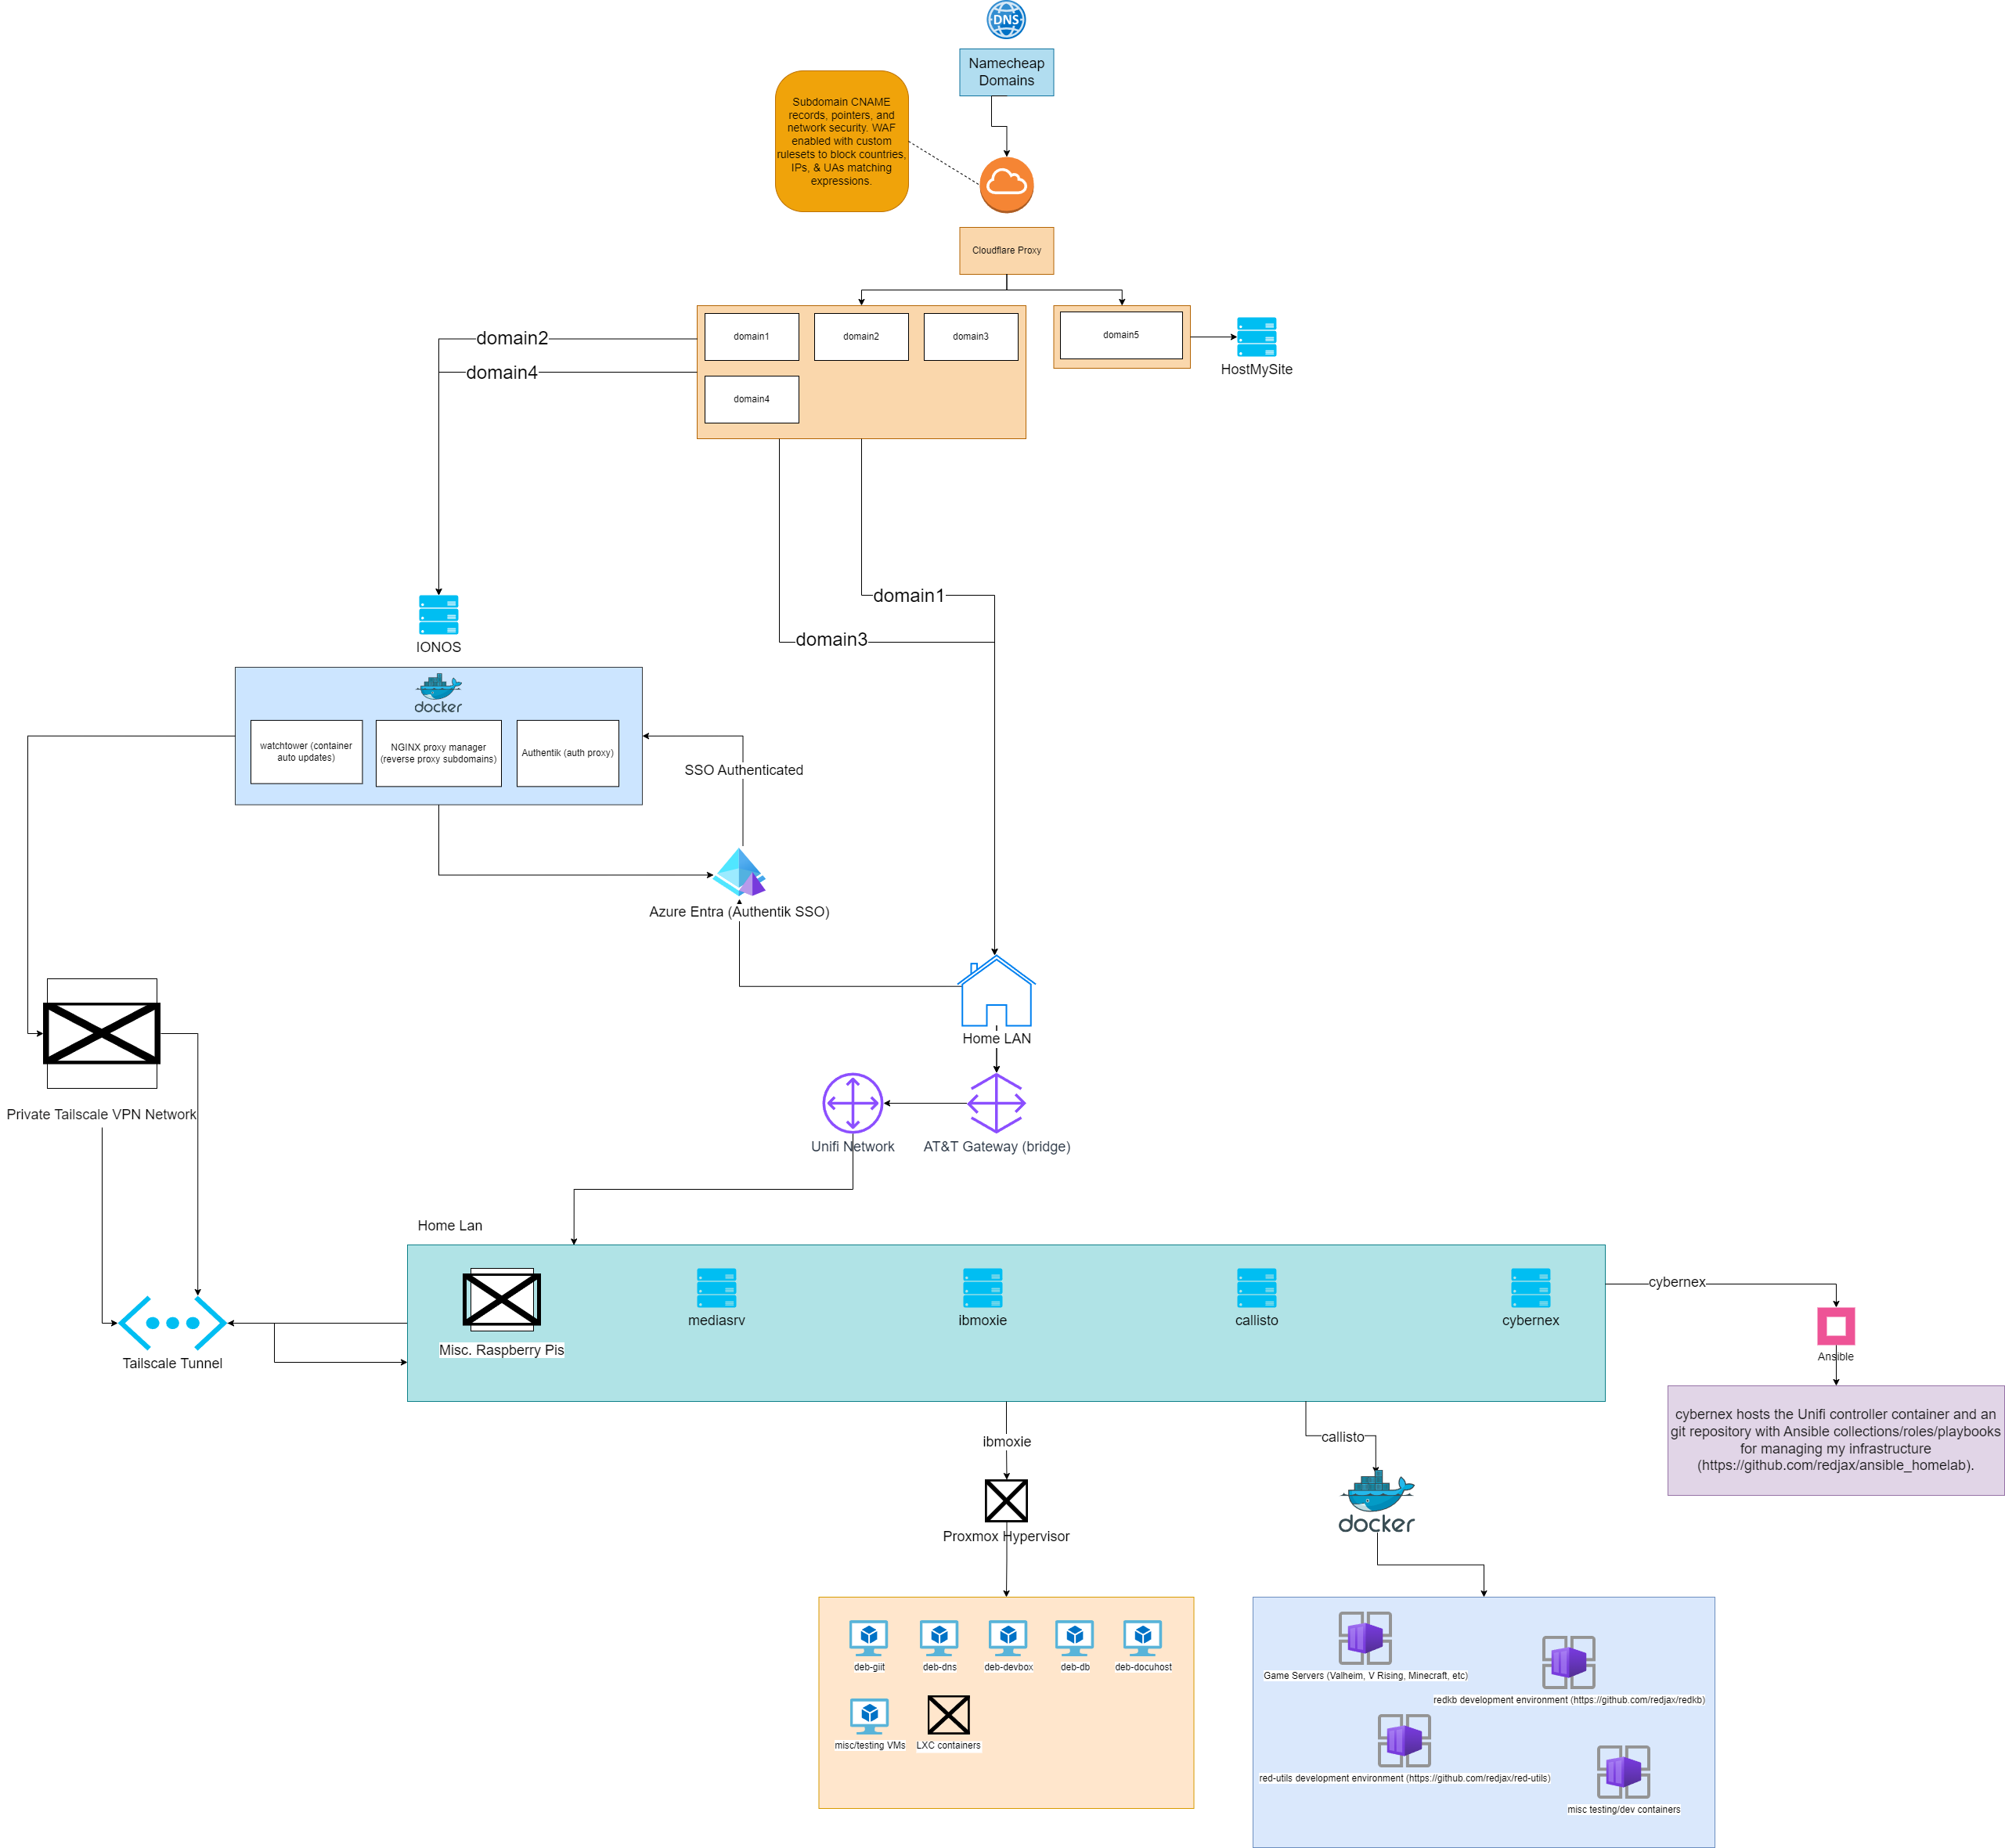 DNS
Namecheap
Domains
Subdomain CNAME
records, pointers, and
network security. WAF
enabled with custom
rulesets to block countries,
IPs, & UAs matching
expressions.
Cloudflare Proxy
domain1
domain2
domain3
domain4
domain5
HostMySite
domain2
domain4
domain1
domain3
IONOS
docker
watchtower (container
auto updates)
NGINX proxy manager
(reverse proxy subdomains)
Authentik (auth proxy)
SSO Authenticated
Azure Entra (Authentik SSO)
Home LAN
Private Tailscale VPN Network
Unifi Network
AT&T Gateway (bridge)
Home Lan
Tailscale Tunnel
Misc. Raspberry Pis
mediasrv
ibmoxie
callisto
cybernex
cybernex
Ansible
cybernex hosts the Unifi controller container and an
git repository with Ansible collections/roles/playbooks
for managing my infrastructure
(https://github.com/redjax/ansible_homelab).
ibmoxie
callisto
Proxmox Hypervisor
docker
deb-giit
deb-dns
deb-devbox
deb-db
deb-docuhost
misc/testing VMs
LXC containers
Game Servers (Valheim, V Rising, Minecraft, etc)
redkb development environment (https://github.com/redjax/redkb)
red-utils development environment (https://github.com/redjax/red-utils)
misc testing/dev containers